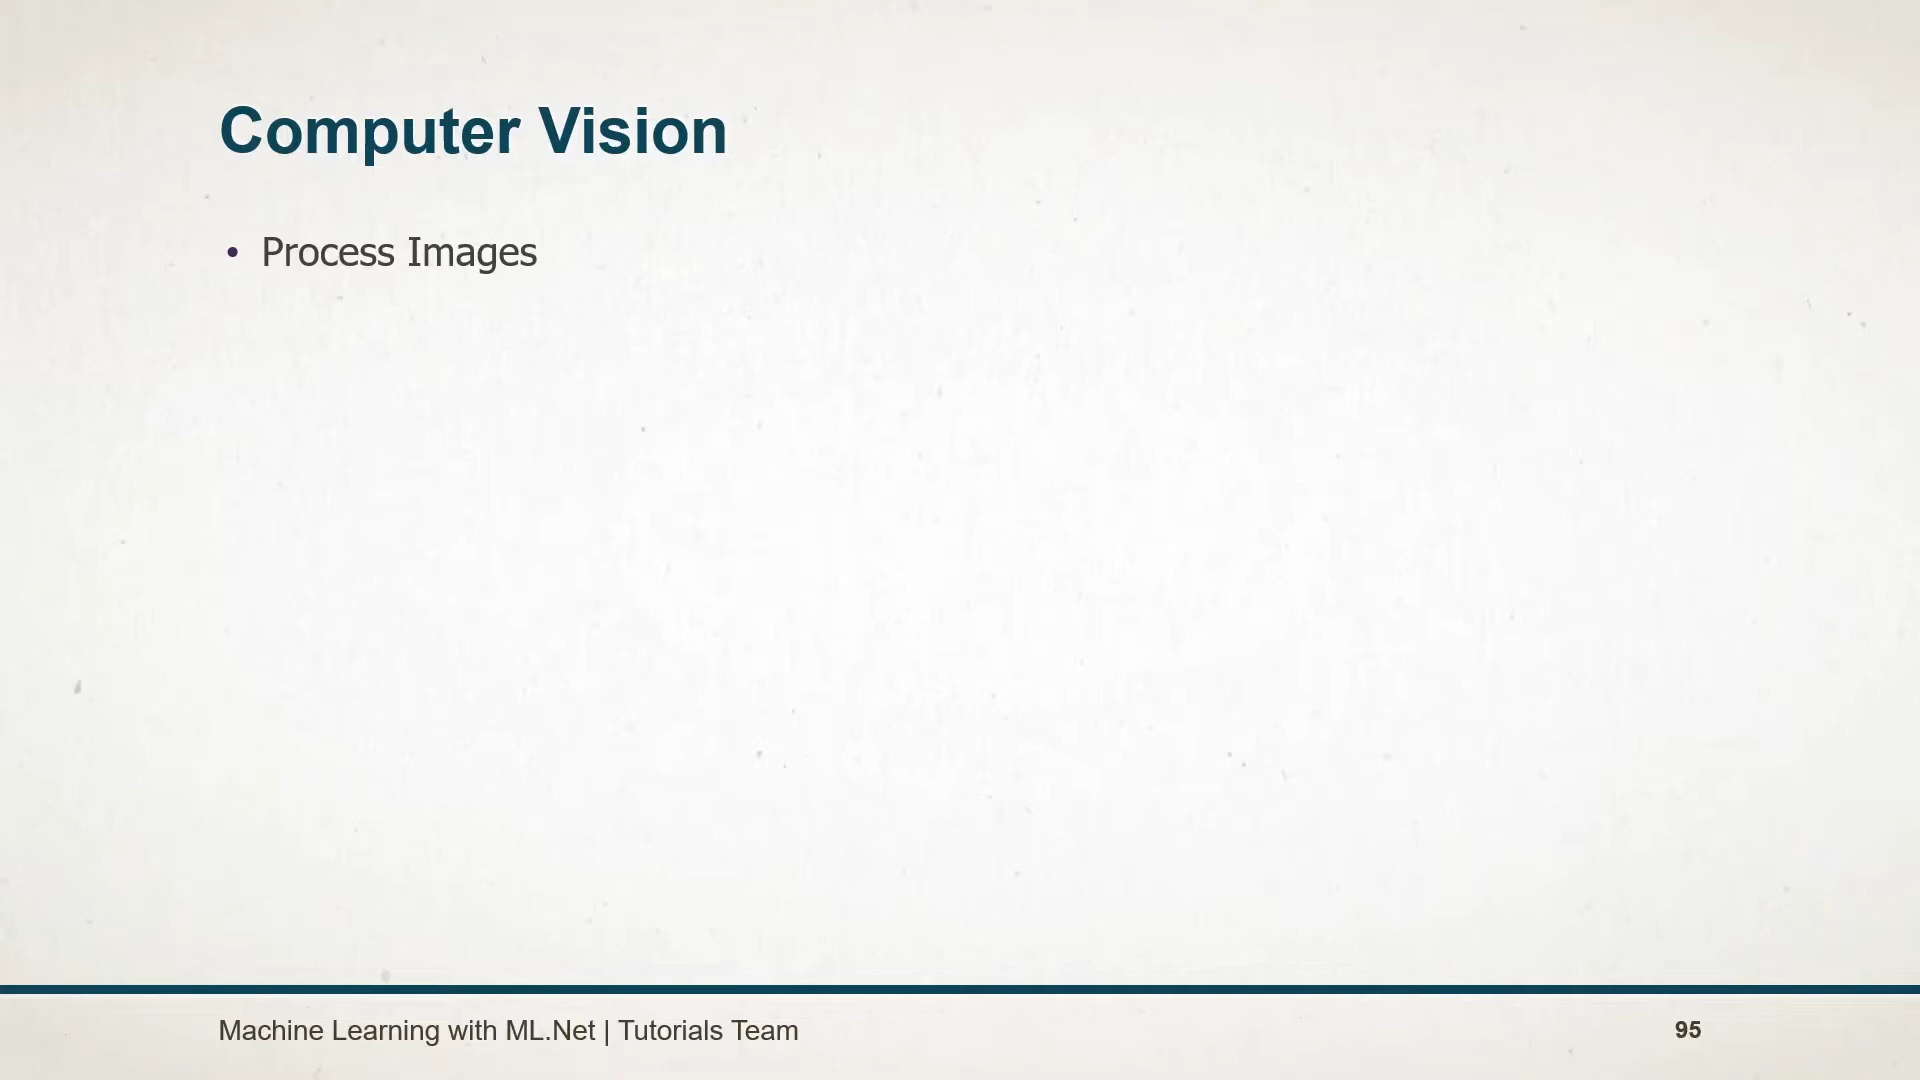 Computer Vision
• Process Images
Machine Learning with ML.Net | Tutorials Team
95